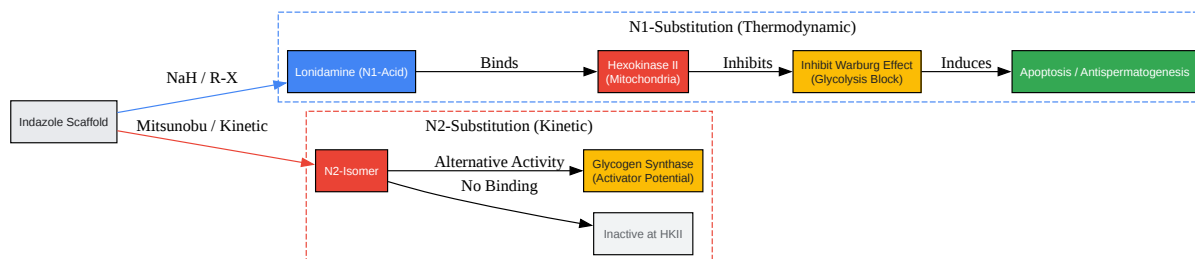 N1-Substitution (Thermodynamic)
NaH / R-X
Lonidamine (N1-Acid)
Binds
Hexokinase II
(Mitochondria)
Inhibits
Inhibit Warburg Effect
(Glycolysis Block)
Induces
Apoptosis / Antispermatogenesis
Indazole Scaffold
Mitsunobu / Kinetic
N2-Substitution (Kinetic)
N2-Isomer
Alternative Activity
Glycogen Synthase
(Activator Potential)
No Binding
Inactive at HKII